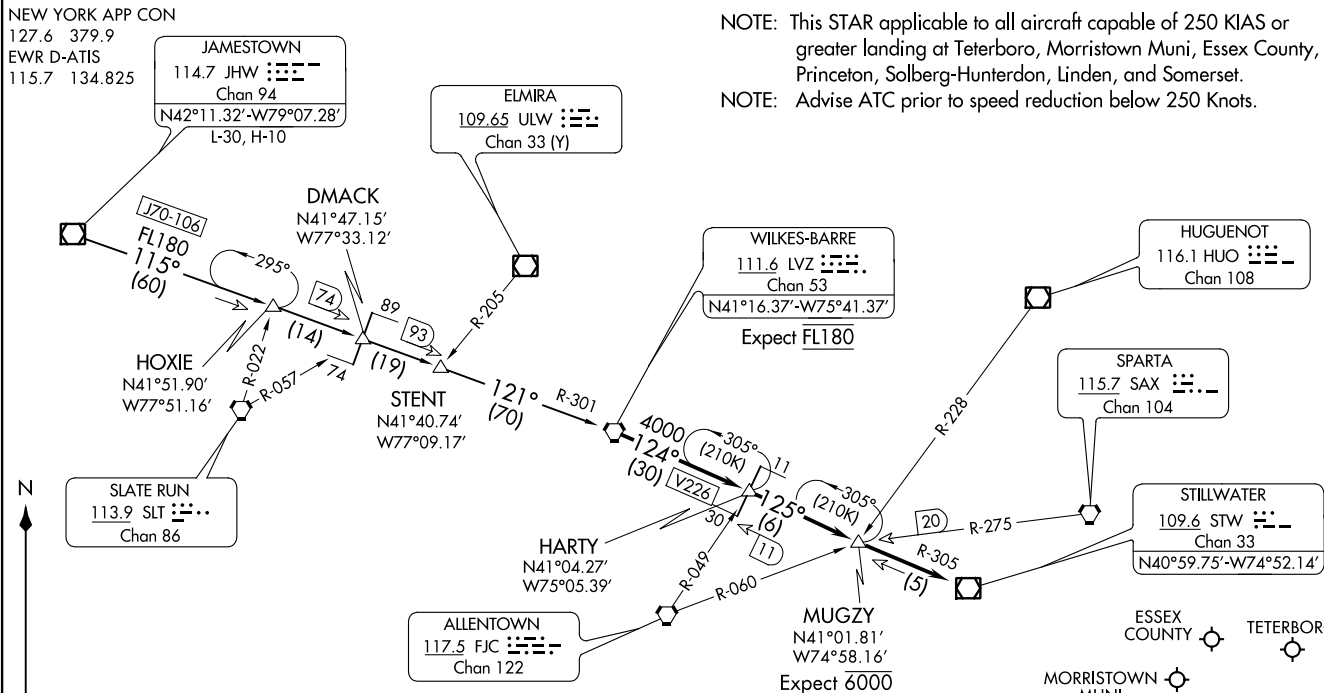 NEW YORK APP CON
127.6 379.9
EWR D-ATIS
115.7 134.825
NOTE: This STAR applicable to all aircraft capable of 250 KIAS or
greater landing at Teterboro, Morristown Muni, Essex County,
Princeton, Solberg-Hunterdon, Linden, and Somerset.
NOTE: Advise ATC prior to speed reduction below 250 Knots.
JAMESTOWN
114.7 JHW
Chan 94
N42°11.32'-W79°07.28'
L-30, H-10
ELMIRA
109.65 ULW
Chan 33 (Y)
DMACK
N41°47.15'
W77°33.12'
J70-106
FL180
115°
(60)
295°
74
(14)
89
93
(19)
74
R-205
HOXIE
N41°51.90'
W77°51.16'
R-022
R-057
STENT
N41°40.74'
W77°09.17'
121°
(70)
R-301
WILKES-BARRE
111.6 LVZ
Chan 53
N41°16.37'-W75°41.37'
Expect FL180
HUGUENOT
116.1 HUO
Chan 108
R-228
SPARTA
115.7 SAX
Chan 104
4000
124°
(30)
V226
305°
(210K)
11
30
11
125°
(6)
305°
(210K)
20
R-275
R-305
(5)
STILLWATER
109.6 STW
Chan 33
N40°59.75'-W74°52.14'
N
SLATE RUN
113.9 SLT
Chan 86
HARTY
N41°04.27'
W75°05.39'
R-049
R-060
ALLENTOWN
117.5 FJC
Chan 122
MUGZY
N41°01.81'
W74°58.16'
Expect 6000
ESSEX
COUNTY
TETERBOR
MORRISTOWN
MUNI